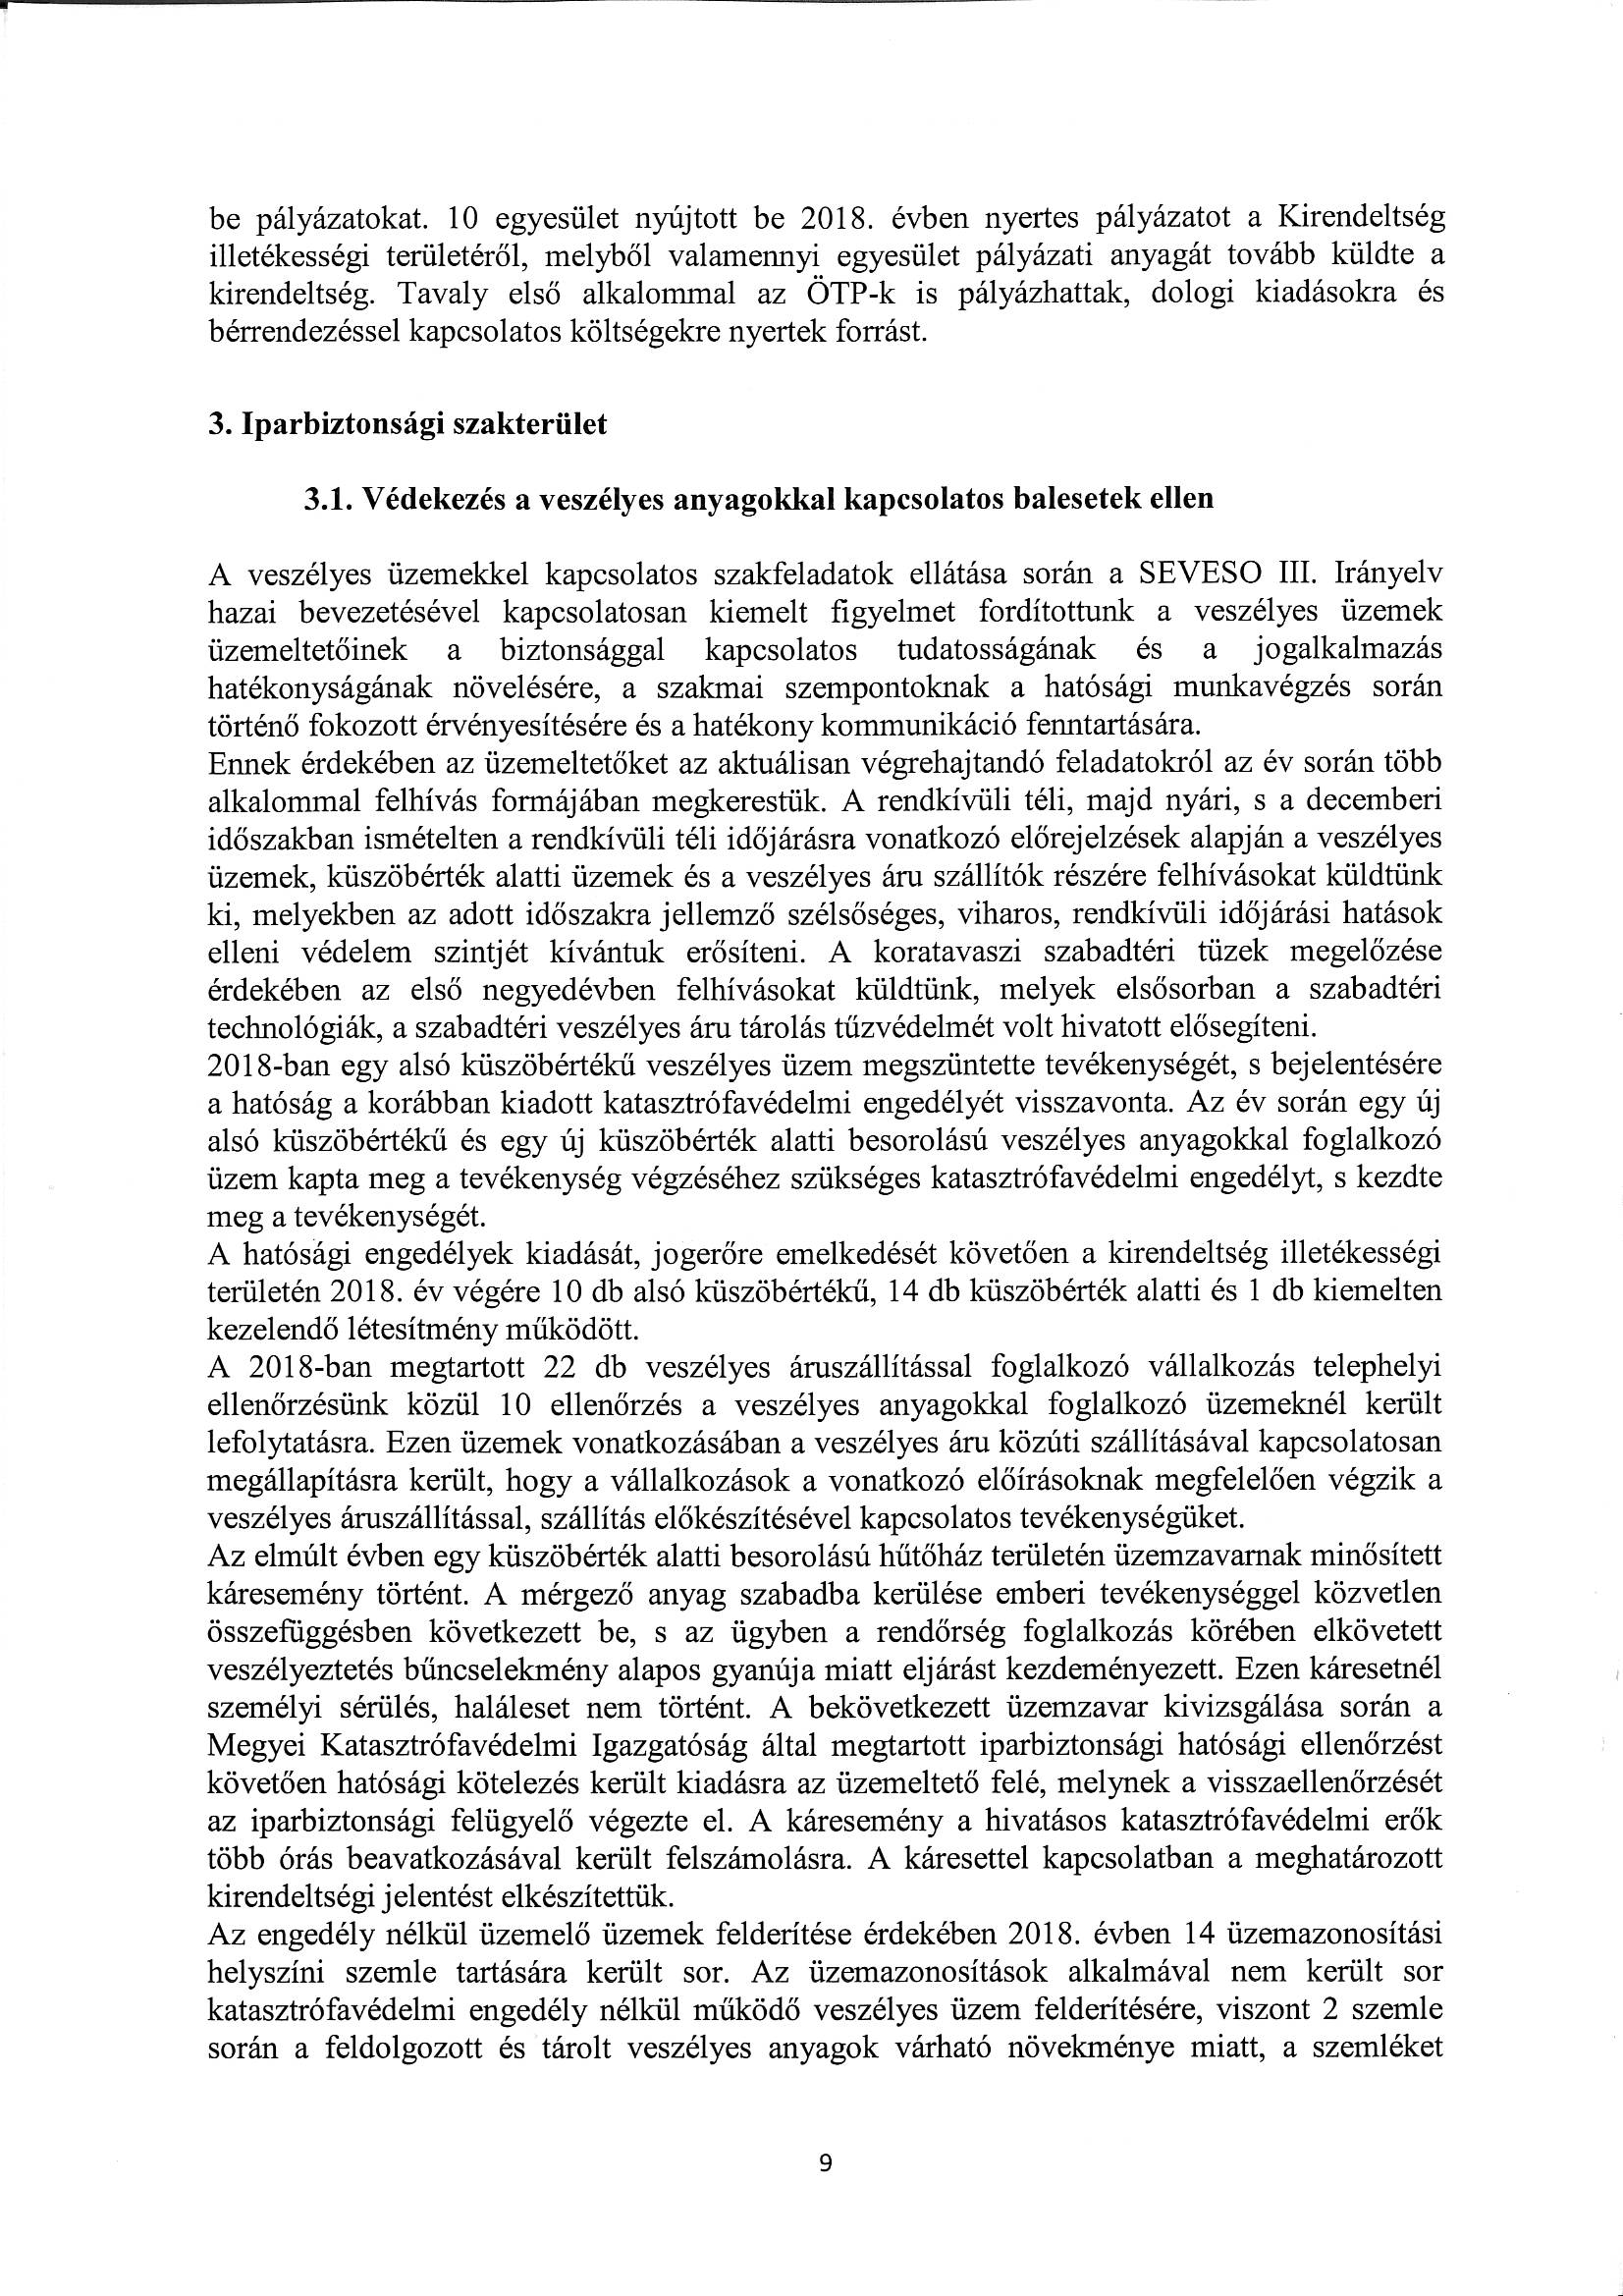 be pályázatokat. 10 egyesület nyújtott be 2018. évben nyertes pályázatot a Kirendeltség
illetékességi területéről, melyből valamennyi egyesület pályázati anyagát tovább küldte a
kirendeltség. Tavaly első alkalommal az ÖTP-k is pályázhattak, dologi kiadásokra és
bérrendezéssel kapcsolatos költségekre nyertek forrást.
3. Iparbiztonsági szakterület
3.1. Védekezés a veszélyes anyagokkal kapcsolatos balesetek ellen
A veszélyes üzemekkel kapcsolatos szakfeladatok ellátása során a SEVESO III. Irányelv
hazai bevezetésével kapcsolatosan kiemelt figyelmet fordítottunk a veszélyes üzemek
üzemeltetőinek a biztonsággal kapcsolatos tudatosságának és a jogalkalmazás
hatékonyságának növelésére, a szakmai szempontoknak a hatósági munkavégzés során
történő fokozott érvényesítésére és a hatékony kommunikáció fenntartására.
Ennek érdekében az üzemeltetőket az aktuálisan végrehajtandó feladatokról az év során több
alkalommal felhívás formájában megkerestük. A rendkívüli téli, majd nyári, s a decemberi
időszakban ismételten a rendkívüli téli időjárásra vonatkozó előrejelzések alapján a veszélyes
üzemek, küszöbérték alatti üzemek és a veszélyes áru szállítók részére felhívásokat küldtünk
ki, melyekben az adott időszakra jellemző szélsőséges, viharos, rendkívüli időjárási hatások
elleni védelem szintjét kívántuk erősíteni. A koratavaszi szabadtéri tüzek megelőzése
érdekében az első negyedévben felhívásokat küldtünk, melyek elsősorban a szabadtéri
technológiák, a szabadtéri veszélyes áru tárolás tűzvédelmét volt hivatott elősegíteni.
2018-ban egy alsó küszöbértékű veszélyes üzem megszüntette tevékenységét, s bejelentésére
a hatóság a korábban kiadott katasztrófavédelmi engedélyét visszavonta. Az év során egy új
alsó küszöbértékű és egy új küszöbérték alatti besorolású veszélyes anyagokkal foglalkozó
üzem kapta meg a tevékenység végzéséhez szükséges katasztrófavédelmi engedélyt, s kezdte
meg a tevékenységét.
A hatósági engedélyek kiadását, jogerőre emelkedését követően a kirendeltség illetékességi
területén 2018. év végére 10 db alsó küszöbértékű, 14 db küszöbérték alatti és 1 db kiemelten
kezelendő létesítmény működött.
A 2018-ban megtartott 22 db veszélyes áruszállítással foglalkozó vállalkozás telephelyi
ellenőrzésünk közül 10 ellenőrzés a veszélyes anyagokkal foglalkozó üzemeknél került
lefolytatásra. Ezen üzemek vonatkozásában a veszélyes áru közúti szállításával kapcsolatosan
megállapításra került, hogy a vállalkozások a vonatkozó előírásoknak megfelelően végzik a
veszélyes áruszállítással, szállítás előkészítésével kapcsolatos tevékenységüket.
Az elmúlt évben egy küszöbérték alatti besorolású hűtőház területén üzemzavarnak minősített
káresemény történt. A mérgező anyag szabadba kerülése emberi tevékenységgel közvetlen
összefüggésben következett be, s az ügyben a rendőrség foglalkozás körében elkövetett
veszélyeztetés bűncselekmény alapos gyanúja miatt eljárást kezdeményezett. Ezen káresetnél
személyi sérülés, haláleset nem történt. A bekövetkezett üzemzavar kivizsgálása során a
Megyei Katasztrófavédelmi Igazgatóság által megtartott iparbiztonsági hatósági ellenőrzést
követően hatósági kötelezés került kiadásra az üzemeltető felé, melynek a visszaellenőrzését
az iparbiztonsági felügyelő végezte el. A káresemény a hivatásos katasztrófavédelmi erők
több órás beavatkozásával került felszámolásra. A káresettel kapcsolatban a meghatározott
kirendeltségi jelentést elkészítettük.
Az engedély nélkül üzemelő üzemek felderítése érdekében 2018. évben 14 üzemazonosítási
helyszíni szemle tartására került sor. Az üzemazonosítások alkalmával nem került sor
katasztrófavédelmi engedély nélkül működő veszélyes üzem felderítésére, viszont 2 szemle
során a feldolgozott és tárolt veszélyes anyagok várható növekménye miatt, a szemléket
9